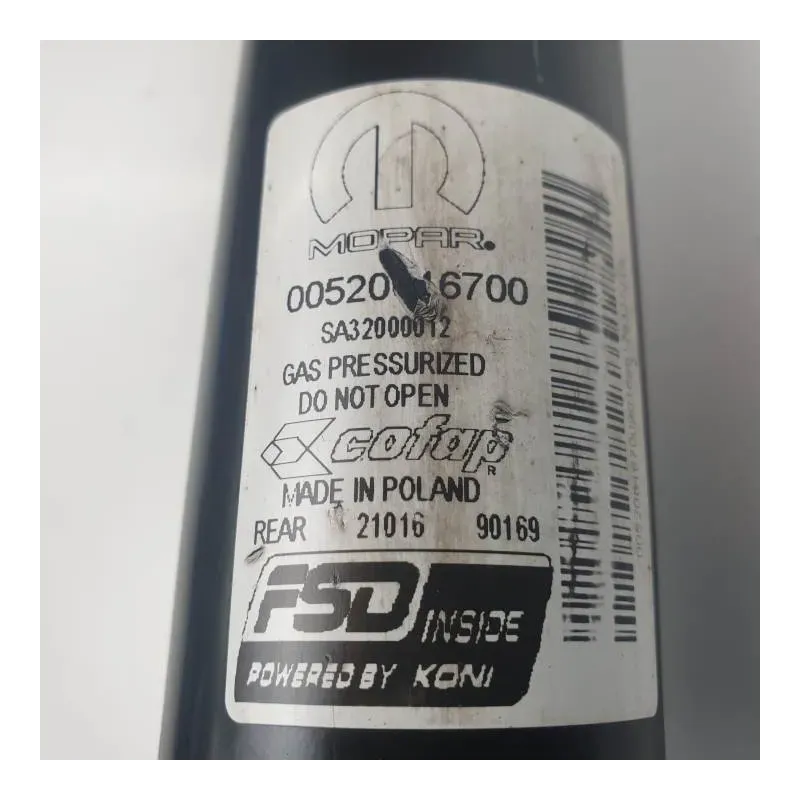 MOPAR®
SA32000012
GAS PRESSURIZED
DO NOT OPEN
cofap®
MADE IN POLAND
REAR 21016 90169
FSD INSIDE
POWERED BY KONI